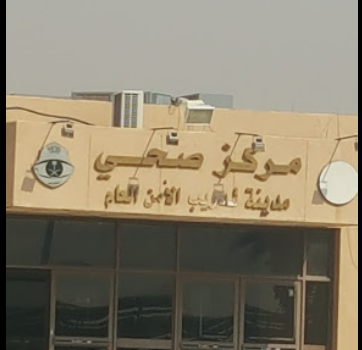 مركز صحي
مدينة تدريب الأمن العام